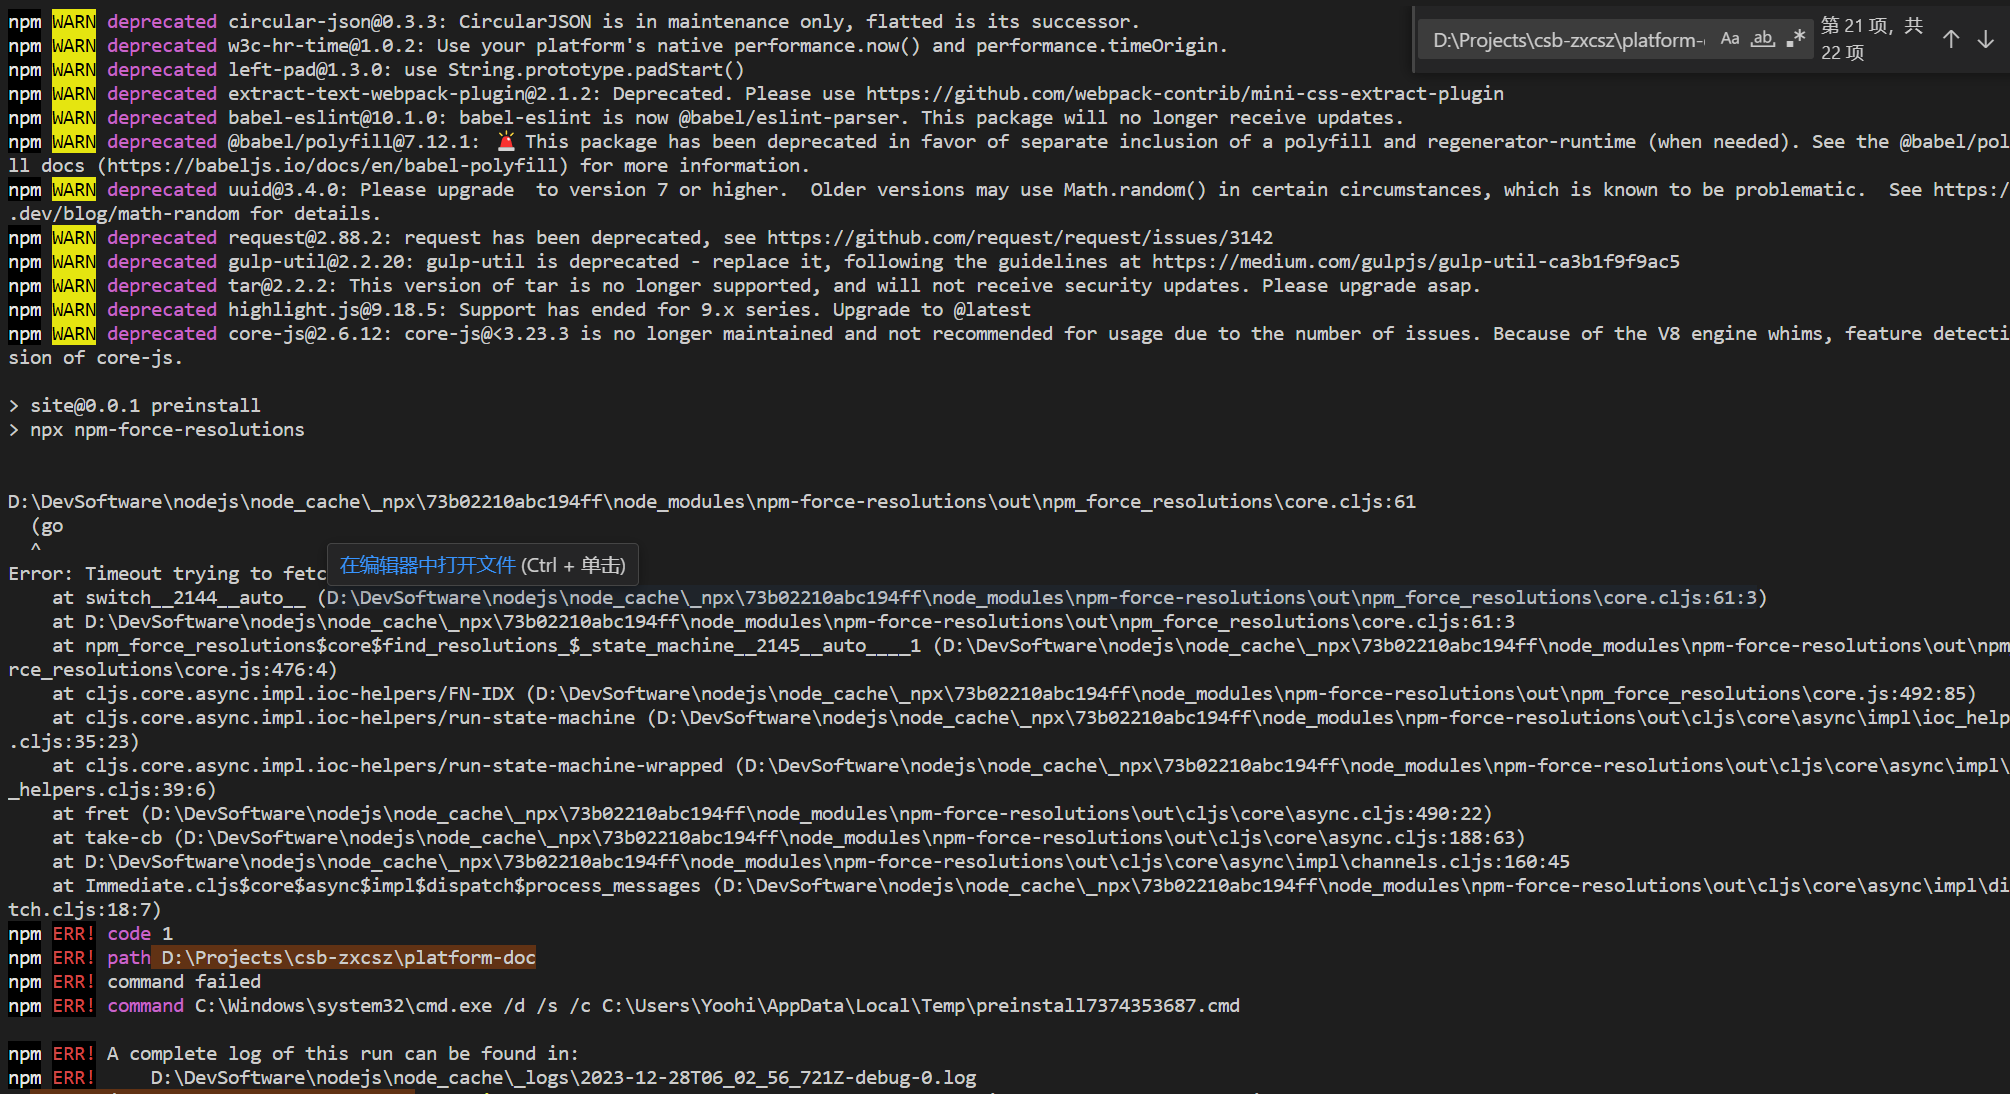 npm WARN deprecated circular-json@0.3.3: CircularJSON is in maintenance only, flatted is its successor.
npm WARN deprecated w3c-hr-time@1.0.2: Use your platform's native performance.now() and performance.timeOrigin.
npm WARN deprecated left-pad@1.3.0: use String.prototype.padStart()
D:\Projects\csb-zxcsz\platform- Aa ab .* 第 21 项, 共
22 项
npm WARN deprecated extract-text-webpack-plugin@2.1.2: Deprecated. Please use https://github.com/webpack-contrib/mini-css-extract-plugin
npm WARN deprecated babel-eslint@10.1.0: babel-eslint is now @babel/eslint-parser. This package will no longer receive updates.
npm WARN deprecated @babel/polyfill@7.12.1: 🚨 This package has been deprecated in favor of separate inclusion of a polyfill and regenerator-runtime (when needed). See the @babel/pol
ll docs (https://babeljs.io/docs/en/babel-polyfill) for more information.
npm WARN deprecated uuid@3.4.0: Please upgrade  to version 7 or higher.  Older versions may use Math.random() in certain circumstances, which is known to be problematic.  See https:/
.dev/blog/math-random for details.
npm WARN deprecated request@2.88.2: request has been deprecated, see https://github.com/request/request/issues/3142
npm WARN deprecated gulp-util@2.2.20: gulp-util is deprecated - replace it, following the guidelines at https://medium.com/gulpjs/gulp-util-ca3b1f9f9ac5
npm WARN deprecated tar@2.2.2: This version of tar is no longer supported, and will not receive security updates. Please upgrade asap.
npm WARN deprecated highlight.js@9.18.5: Support has ended for 9.x series. Upgrade to @latest
npm WARN deprecated core-js@2.6.12: core-js@<3.23.3 is no longer maintained and not recommended for usage due to the number of issues. Because of the V8 engine whims, feature detecti
sion of core-js.
> site@0.0.1 preinstall
> npx npm-force-resolutions
D:\DevSoftware\nodejs\node_cache\_npx\73b02210abc194ff\node_modules\npm-force-resolutions\out\npm_force_resolutions\core.cljs:61
(go
^
在编辑器中打开文件 (Ctrl + 单击)
Error: Timeout trying to fetc
at switch__2144__auto__ (D:\DevSoftware\nodejs\node_cache\_npx\73b02210abc194ff\node_modules\npm-force-resolutions\out\npm_force_resolutions\core.cljs:61:3)
at D:\DevSoftware\nodejs\node_cache\_npx\73b02210abc194ff\node_modules\npm-force-resolutions\out\npm_force_resolutions\core.cljs:61:3
at npm_force_resolutions$core$find_resolutions_$_state_machine__2145__auto____1 (D:\DevSoftware\nodejs\node_cache\_npx\73b02210abc194ff\node_modules\npm-force-resolutions\out\npm
rce_resolutions\core.js:476:4)
at cljs.core.async.impl.ioc-helpers/FN-IDX (D:\DevSoftware\nodejs\node_cache\_npx\73b02210abc194ff\node_modules\npm-force-resolutions\out\npm_force_resolutions\core.js:492:85)
at cljs.core.async.impl.ioc-helpers/run-state-machine (D:\DevSoftware\nodejs\node_cache\_npx\73b02210abc194ff\node_modules\npm-force-resolutions\out\cljs\core\async\impl\ioc_help
.cljs:35:23)
at cljs.core.async.impl.ioc-helpers/run-state-machine-wrapped (D:\DevSoftware\nodejs\node_cache\_npx\73b02210abc194ff\node_modules\npm-force-resolutions\out\cljs\core\async\impl\
_helpers.cljs:39:6)
at fret (D:\DevSoftware\nodejs\node_cache\_npx\73b02210abc194ff\node_modules\npm-force-resolutions\out\cljs\core\async.cljs:490:22)
at take-cb (D:\DevSoftware\nodejs\node_cache\_npx\73b02210abc194ff\node_modules\npm-force-resolutions\out\cljs\core\async.cljs:188:63)
at D:\DevSoftware\nodejs\node_cache\_npx\73b02210abc194ff\node_modules\npm-force-resolutions\out\cljs\core\async\impl\channels.cljs:160:45
at Immediate.cljs$core$async$impl$dispatch$process_messages (D:\DevSoftware\nodejs\node_cache\_npx\73b02210abc194ff\node_modules\npm-force-resolutions\out\cljs\core\async\impl\di
tch.cljs:18:7)
npm ERR! code 1
npm ERR! path D:\Projects\csb-zxcsz\platform-doc
npm ERR! command failed
npm ERR! command C:\Windows\system32\cmd.exe /d /s /c C:\Users\Yoohi\AppData\Local\Temp\preinstall7374353687.cmd
npm ERR! A complete log of this run can be found in:
npm ERR!     D:\DevSoftware\nodejs\node_cache\_logs\2023-12-28T06_02_56_721Z-debug-0.log